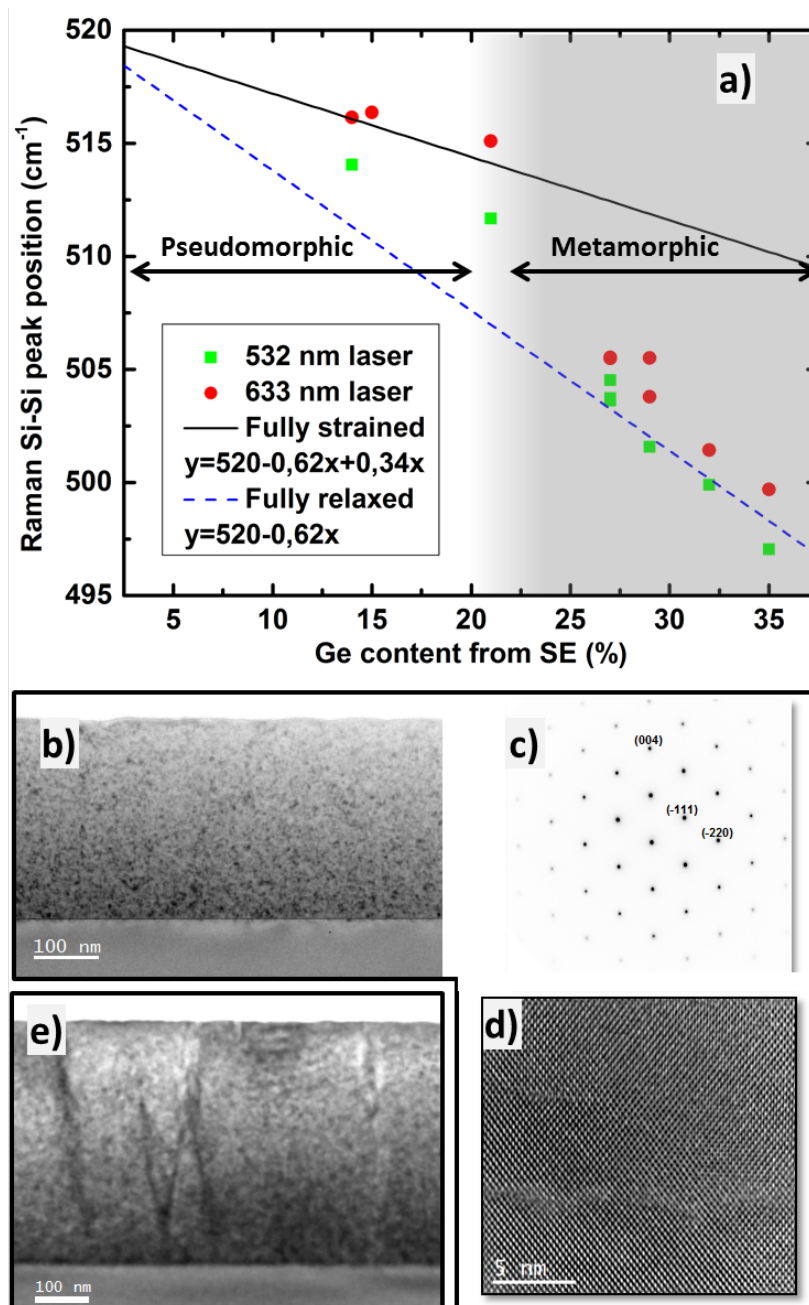 520
515
510
505
500
495
Raman Si-Si peak position (cm⁻¹)
a)
Pseudomorphic
Metamorphic
532 nm laser
633 nm laser
Fully strained
y=520-0,62x+0,34x
Fully relaxed
y=520-0,62x
5 10 15 20 25 30 35
Ge content from SE (%)
b)
100 nm
c)
(004)
(-111)
(-220)
e)
100 nm
d)
5 nm